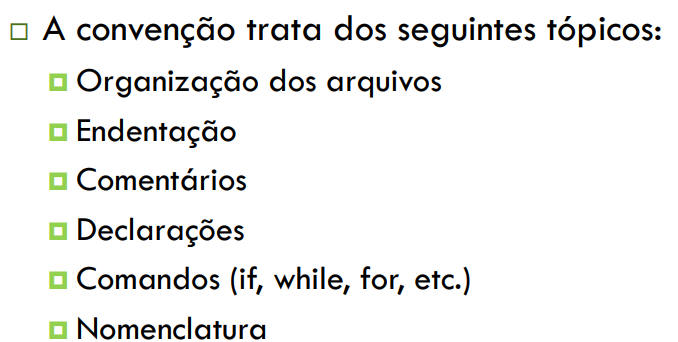 A convenção trata dos seguintes tópicos:
Organização dos arquivos
Endentação
Comentários
Declarações
Comandos (if, while, for, etc.)
Nomenclatura